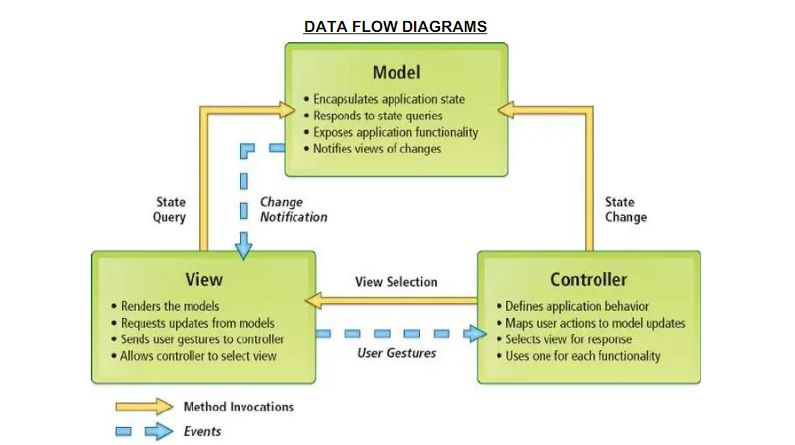 DATA FLOW DIAGRAMS
Model
• Encapsulates application state
• Responds to state queries
• Exposes application functionality
• Notifies views of changes
State
Query
Change
Notification
State
Change
View
• Renders the models
• Requests updates from models
• Sends user gestures to controller
• Allows controller to select view
View Selection
User Gestures
Controller
• Defines application behavior
• Maps user actions to model updates
• Selects view for response
• Uses one for each functionality
Method Invocations
Events